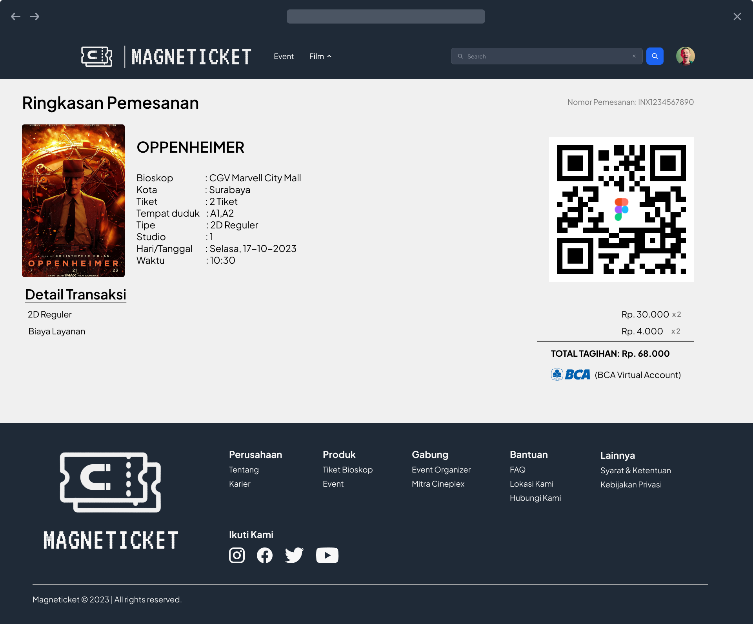 MAGNETICKET
Event
Film
Search
Ringkasan Pemesanan
Nomor Pemesanan: INX1234567890
OPPENHEIMER
OPPENHEIMER
Bioskop : CGV Marvell City Mall
Kota : Surabaya
Tiket : 2 Tiket
Tempat duduk : A1,A2
Tipe : 2D Reguler
Studio : 1
Hari/Tanggal : Selasa, 17-10-2023
Waktu : 10:30
Detail Transaksi
2D Reguler Rp. 30.000 x2
Biaya Layanan Rp. 4.000 x2
TOTAL TAGIHAN: Rp. 68.000
BCA (BCA Virtual Account)
MAGNETICKET
Perusahaan
Tentang
Karier
Produk
Tiket Bioskop
Event
Gabung
Event Organizer
Mitra Cineplex
Bantuan
FAQ
Lokasi Kami
Hubungi Kami
Lainnya
Syarat & Ketentuan
Kebijakan Privasi
Ikuti Kami
Magneticket © 2023 | All rights reserved.